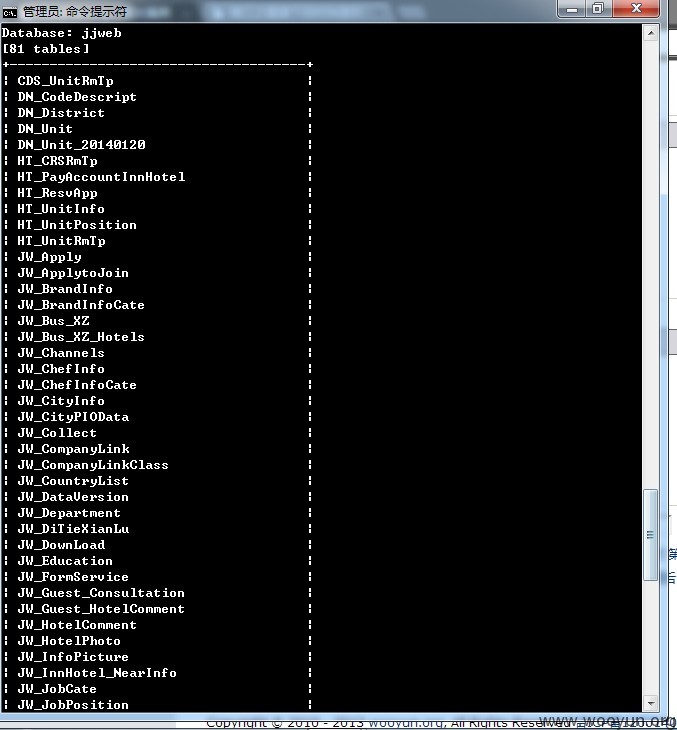 管理员: 命令提示符
Database: jjweb
[81 tables]
CDS_UnitRmTp
DN_CodeDescript
DN_District
DN_Unit
DN_Unit_20140120
HT_CRSRmTp
HT_PayAccountInnHotel
HT_ResvApp
HT_UnitInfo
HT_UnitPosition
HT_UnitRmTp
JW_Apply
JW_ApplytoJoin
JW_BrandInfo
JW_BrandInfoCate
JW_Bus_XZ
JW_Bus_XZ_Hotels
JW_Channels
JW_ChefInfo
JW_ChefInfoCate
JW_CityInfo
JW_CityPIOData
JW_Collect
JW_CompanyLink
JW_CompanyLinkClass
JW_CountryList
JW_DataVersion
JW_Department
JW_DiTieXianLu
JW_DownLoad
JW_Education
JW_FormService
JW_Guest_Consultation
JW_Guest_HotelComment
JW_HotelComment
JW_HotelPhoto
JW_InfoPicture
JW_InnHotel_NearInfo
JW_JobCate
JW_JobPosition
Copyright © 2010 - 2013 wooyun.org, All Rights Reserved
www.wooyun.org